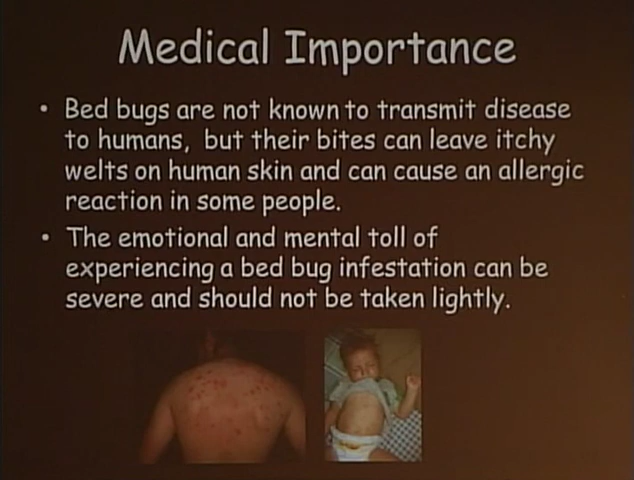 Medical Importance
• Bed bugs are not known to transmit disease
to humans, but their bites can leave itchy
welts on human skin and can cause an allergic
reaction in some people.
• The emotional and mental toll of
experiencing a bed bug infestation can be
severe and should not be taken lightly.